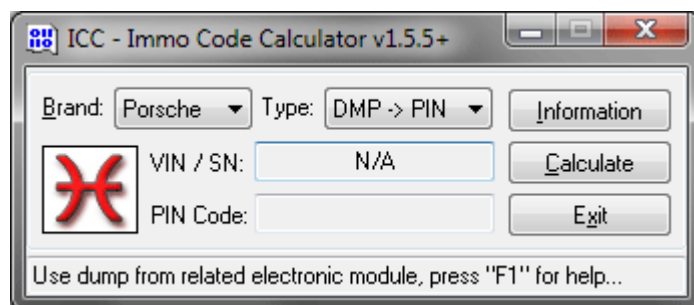 ICC - Immo Code Calculator v1.5.5+
Brand: Porsche Type: DMP -> PIN Information
VIN / SN: N/A Calculate
PIN Code: Exit
Use dump from related electronic module, press "F1" for help...